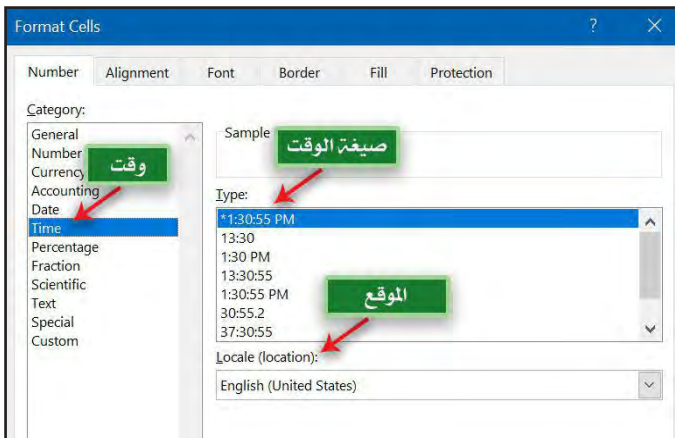 Format Cells ? ×
Number Alignment Font Border Fill Protection
Category:
General
Number
Currency
Accounting
Date
Time
Percentage
Fraction
Scientific
Text
Special
Custom
وقت
Sample
صيغة الوقت
Type:
*1:30:55 PM
13:30
1:30 PM
13:30:55
1:30:55 PM
30:55.2
37:30:55
الموقع
Locale (location):
English (United States)